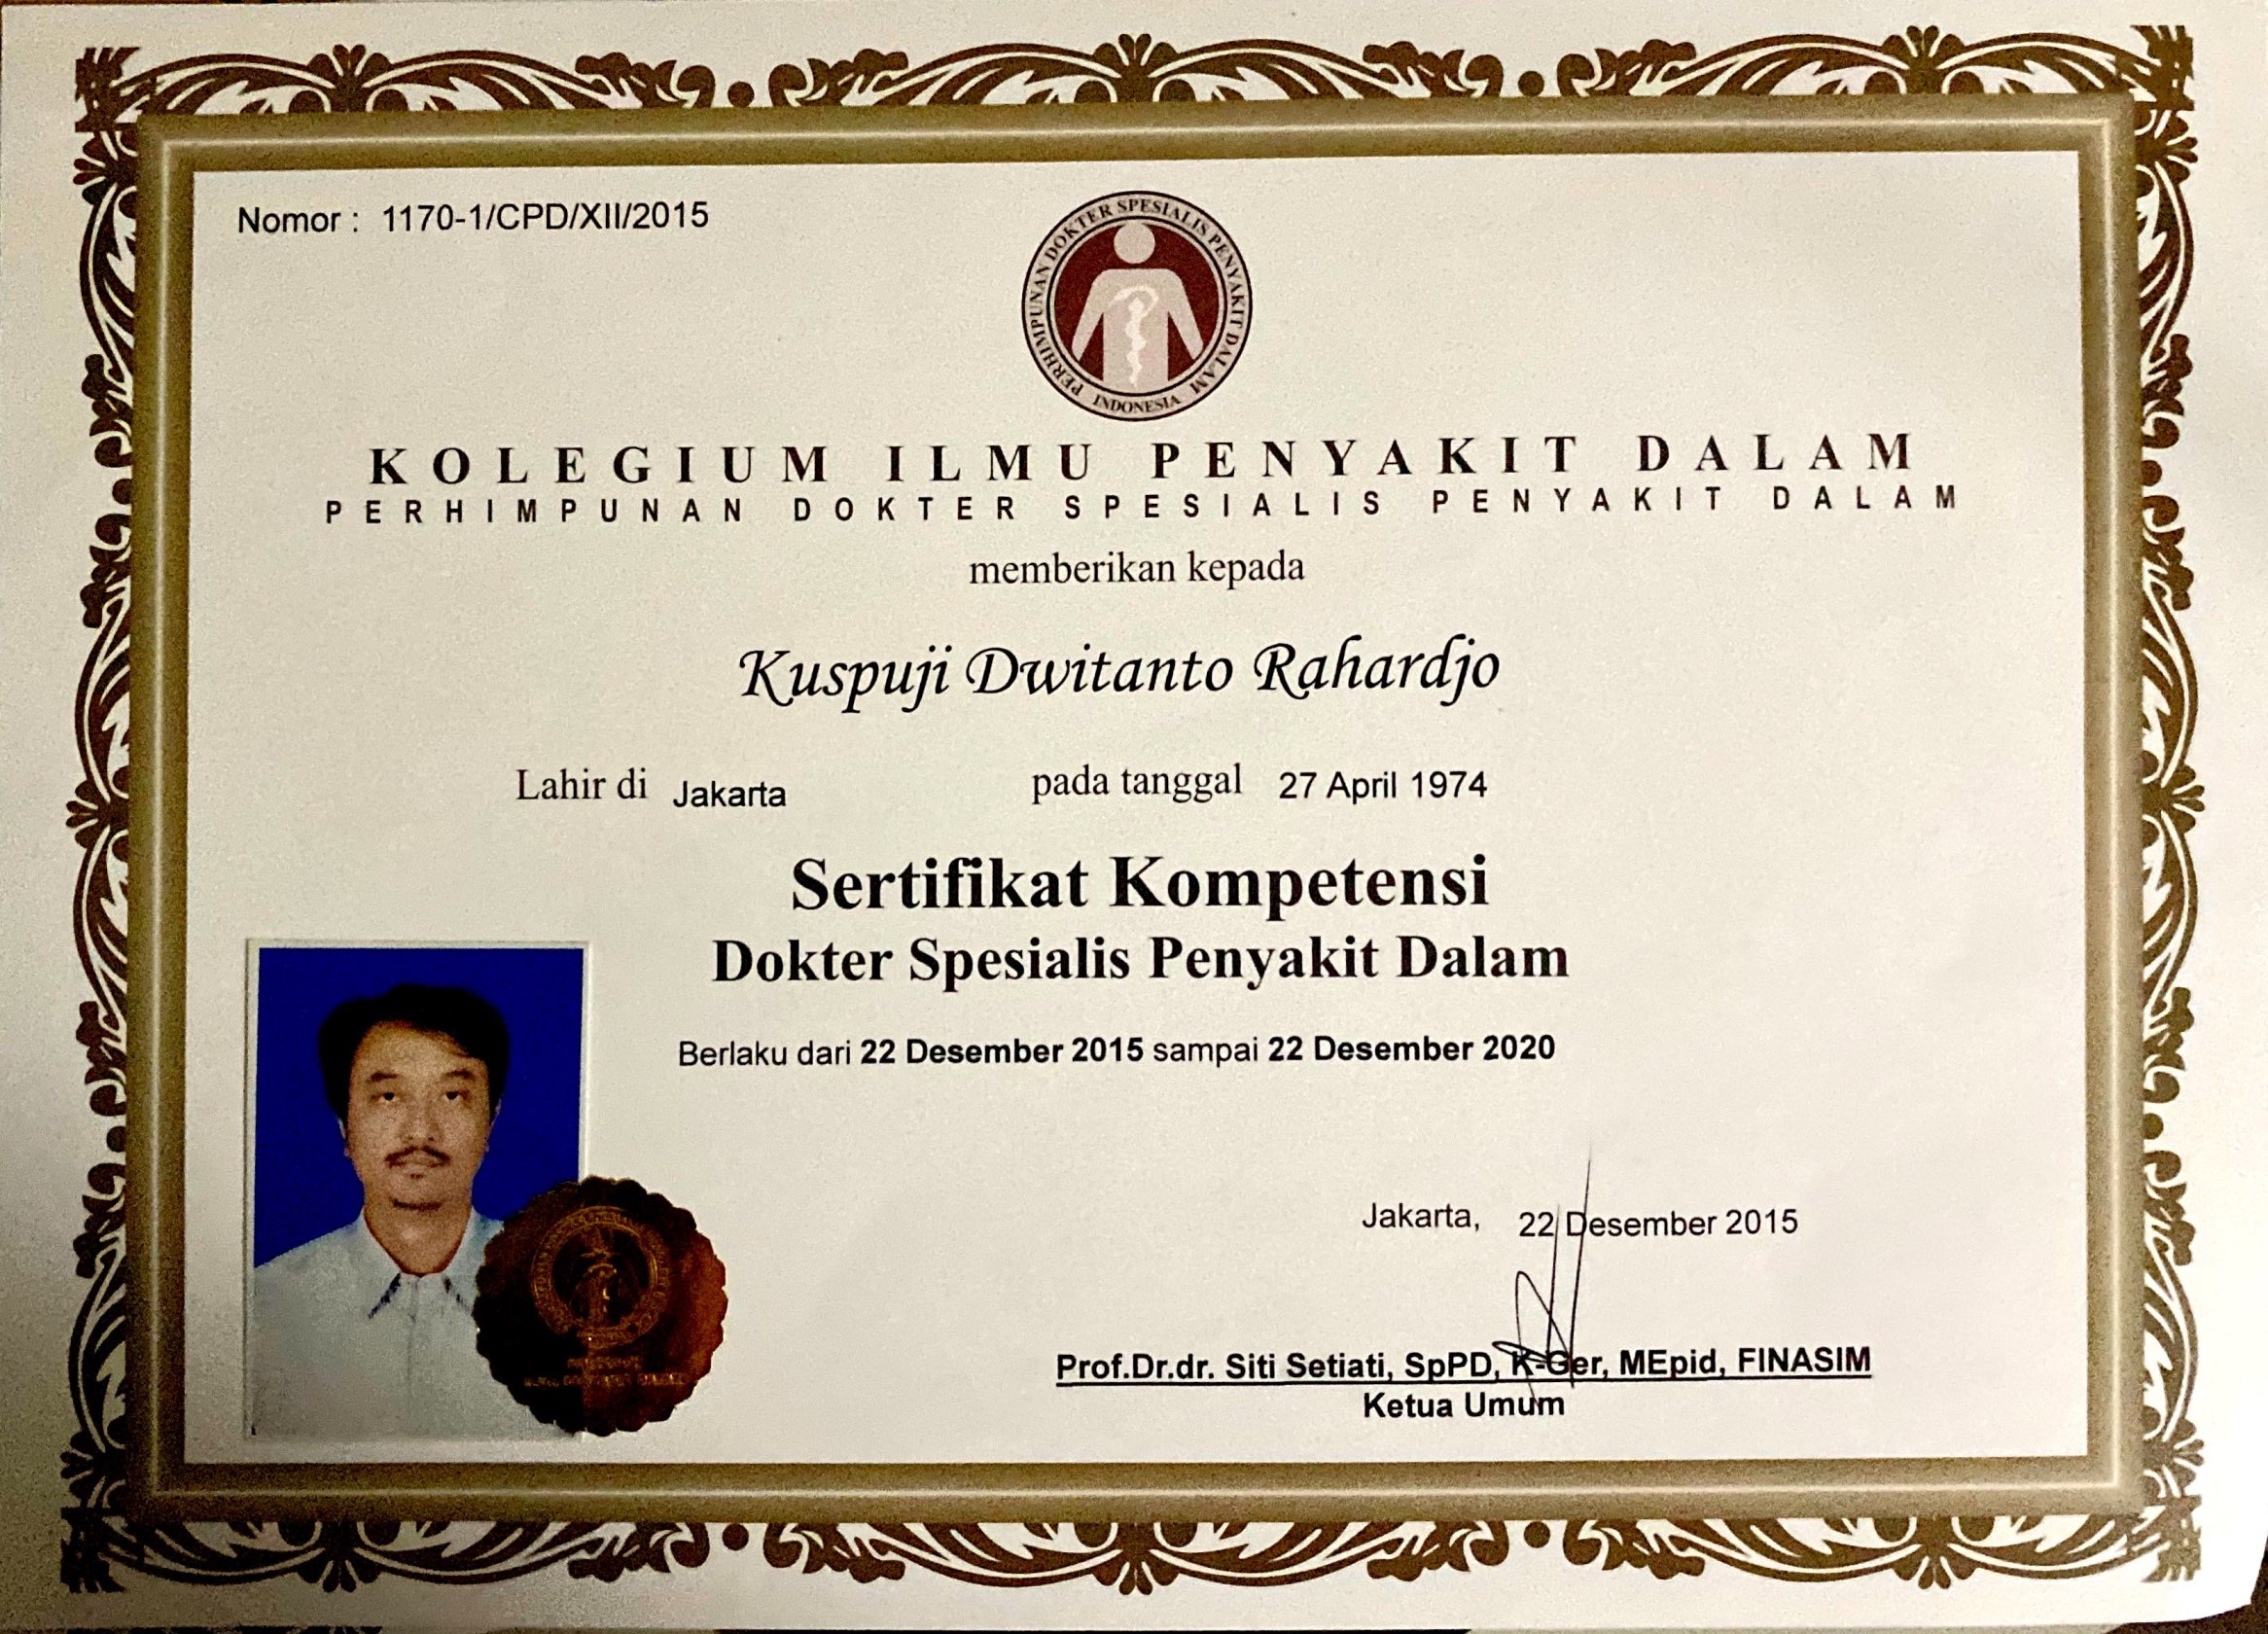 Nomor : 1170-1/CPD/XII/2015
PERHIMPUNAN DOKTER SPESIALIS PENYAKIT DALAM
INDONESIA
KOLEGIUM ILMU PENYAKIT DALAM
PERHIMPUNAN DOKTER SPESIALIS PENYAKIT DALAM
memberikan kepada
Kuspuji Dwitanto Rahardjo
Lahir di Jakarta pada tanggal 27 April 1974
Sertifikat Kompetensi
Dokter Spesialis Penyakit Dalam
Berlaku dari 22 Desember 2015 sampai 22 Desember 2020
Jakarta, 22 Desember 2015
Prof.Dr.dr. Siti Setiati, SpPD, K-Ger, MEpid, FINASIM
Ketua Umum